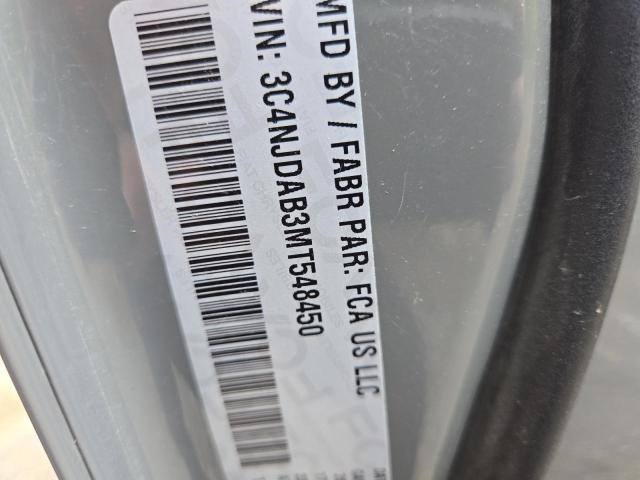 MFD BY / FABR PAR: FCA US LLC
VIN: 3C4NJDAB3MT548450